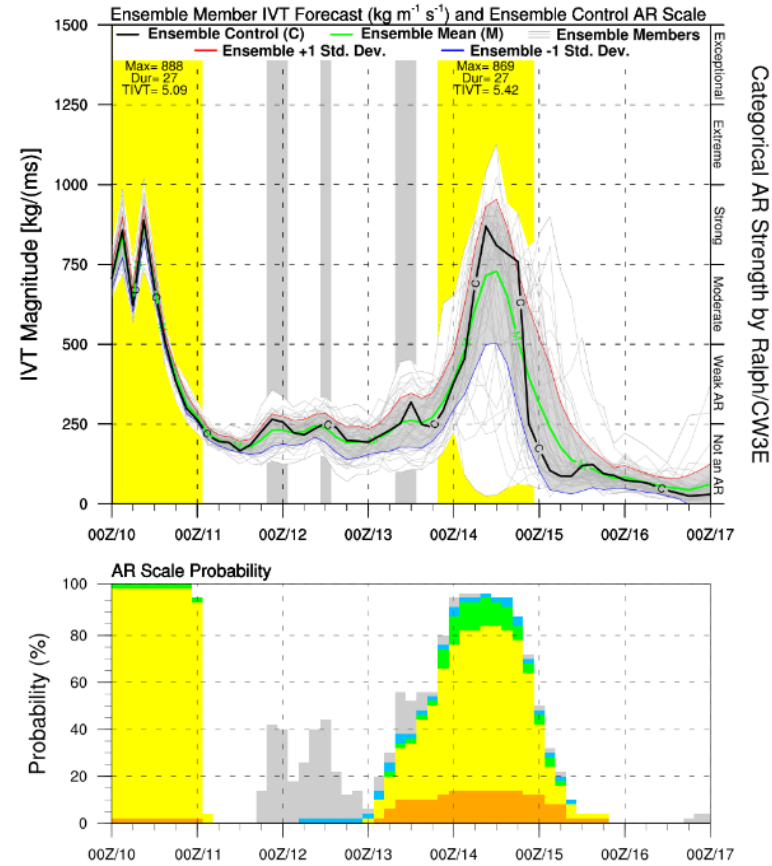 Ensemble Member IVT Forecast (kg m⁻¹ s⁻¹) and Ensemble Control AR Scale
Ensemble Control (C) Ensemble Mean (M) Ensemble Members
Ensemble +1 Std. Dev. Ensemble -1 Std. Dev.
Max= 888
Dur= 27
TIVT= 5.09
Max= 869
Dur= 27
TIVT= 5.42
IVT Magnitude [kg/(ms)]
1500
1250
1000
750
500
250
0
Exceptional
Extreme
Strong
Moderate
Weak AR
Not an AR
Categorical AR Strength by Ralph/CW3E
00Z/10 00Z/11 00Z/12 00Z/13 00Z/14 00Z/15 00Z/16 00Z/17
AR Scale Probability
Probability (%)
100
80
60
40
20
0
00Z/10 00Z/11 00Z/12 00Z/13 00Z/14 00Z/15 00Z/16 00Z/17